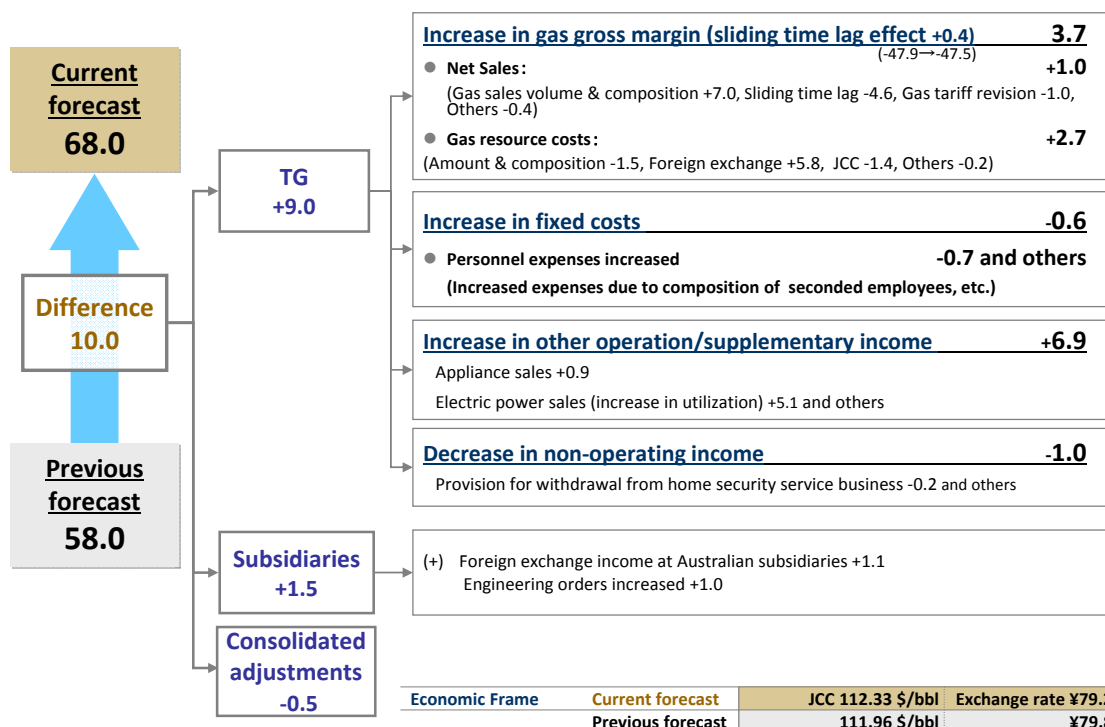 Current
forecast
68.0
Difference
10.0
Previous
forecast
58.0
TG
+9.0
Subsidiaries
+1.5
Consolidated
adjustments
-0.5
Increase in gas gross margin (sliding time lag effect +0.4) 3.7
(-47.9→-47.5)
● Net Sales: +1.0
(Gas sales volume & composition +7.0, Sliding time lag -4.6, Gas tariff revision -1.0,
Others -0.4)
● Gas resource costs: +2.7
(Amount & composition -1.5, Foreign exchange +5.8, JCC -1.4, Others -0.2)
Increase in fixed costs -0.6
● Personnel expenses increased -0.7 and others
(Increased expenses due to composition of seconded employees, etc.)
Increase in other operation/supplementary income +6.9
Appliance sales +0.9
Electric power sales (increase in utilization) +5.1 and others
Decrease in non-operating income -1.0
Provision for withdrawal from home security service business -0.2 and others
(+) Foreign exchange income at Australian subsidiaries +1.1
Engineering orders increased +1.0
Economic Frame Current forecast JCC 112.33 $/bbl Exchange rate
Previous forecast 111.96 $/bbl